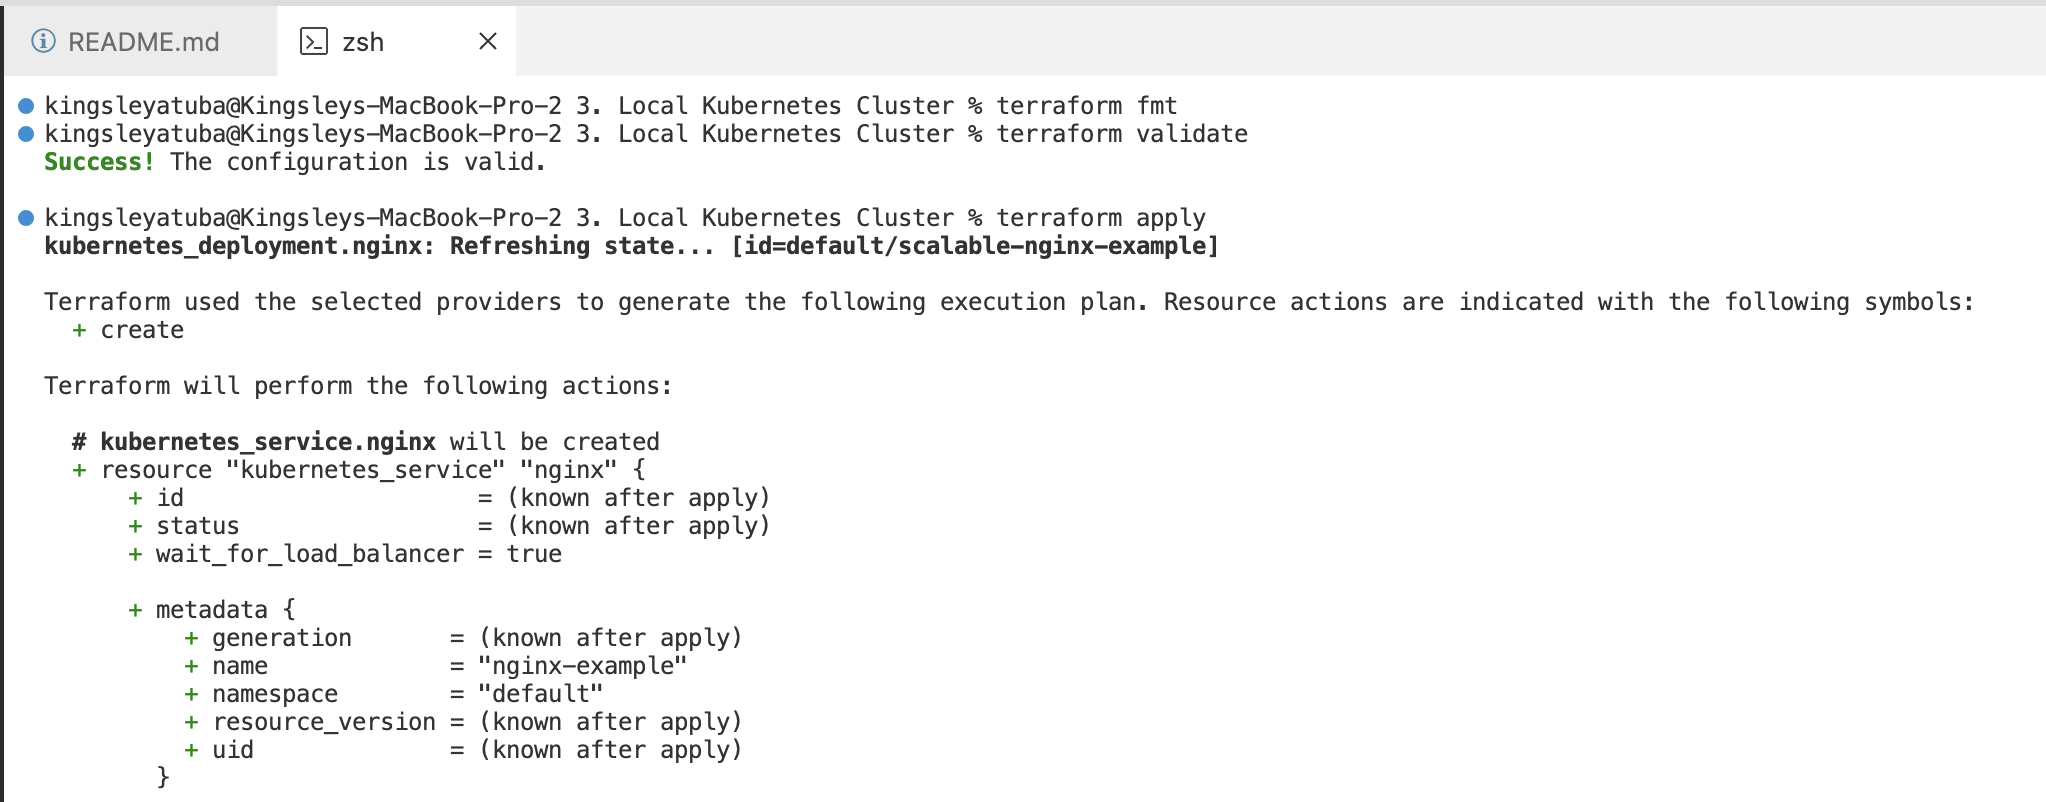 README.md
zsh
kingsleyatuba@Kingsleys-MacBook-Pro-2 3. Local Kubernetes Cluster % terraform fmt
kingsleyatuba@Kingsleys-MacBook-Pro-2 3. Local Kubernetes Cluster % terraform validate
Success! The configuration is valid.
kingsleyatuba@Kingsleys-MacBook-Pro-2 3. Local Kubernetes Cluster % terraform apply
kubernetes_deployment.nginx: Refreshing state... [id=default/scalable-nginx-example]
Terraform used the selected providers to generate the following execution plan. Resource actions are indicated with the following symbols:
+ create
Terraform will perform the following actions:
# kubernetes_service.nginx will be created
+ resource "kubernetes_service" "nginx" {
+ id = (known after apply)
+ status = (known after apply)
+ wait_for_load_balancer = true
+ metadata {
+ generation = (known after apply)
+ name = "nginx-example"
+ namespace = "default"
+ resource_version = (known after apply)
+ uid = (known after apply)
}